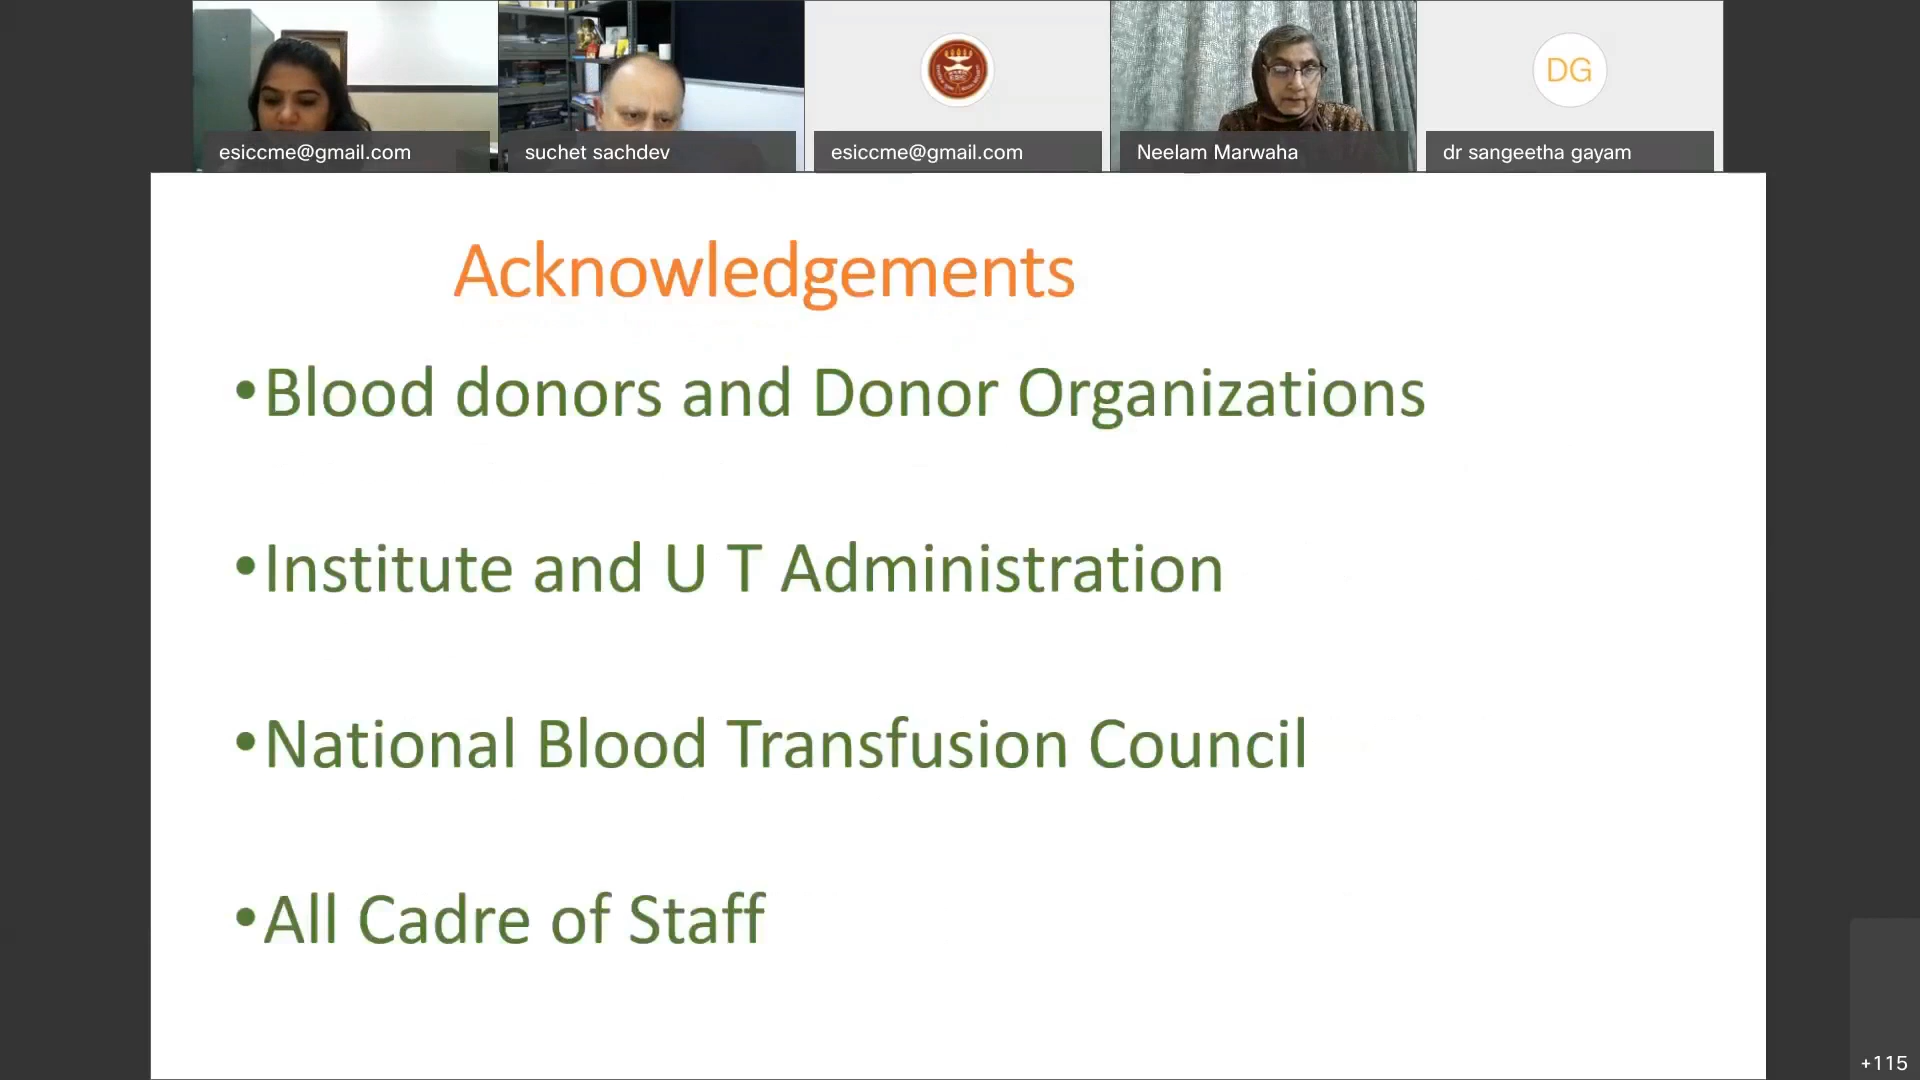 DG
esiccme@gmail.com
suchet sachdev
esiccme@gmail.com
Neelam Marwaha
dr sangeetha gayam
Acknowledgements
•Blood donors and Donor Organizations
•Institute and U T Administration
•National Blood Transfusion Council
•All Cadre of Staff
+115